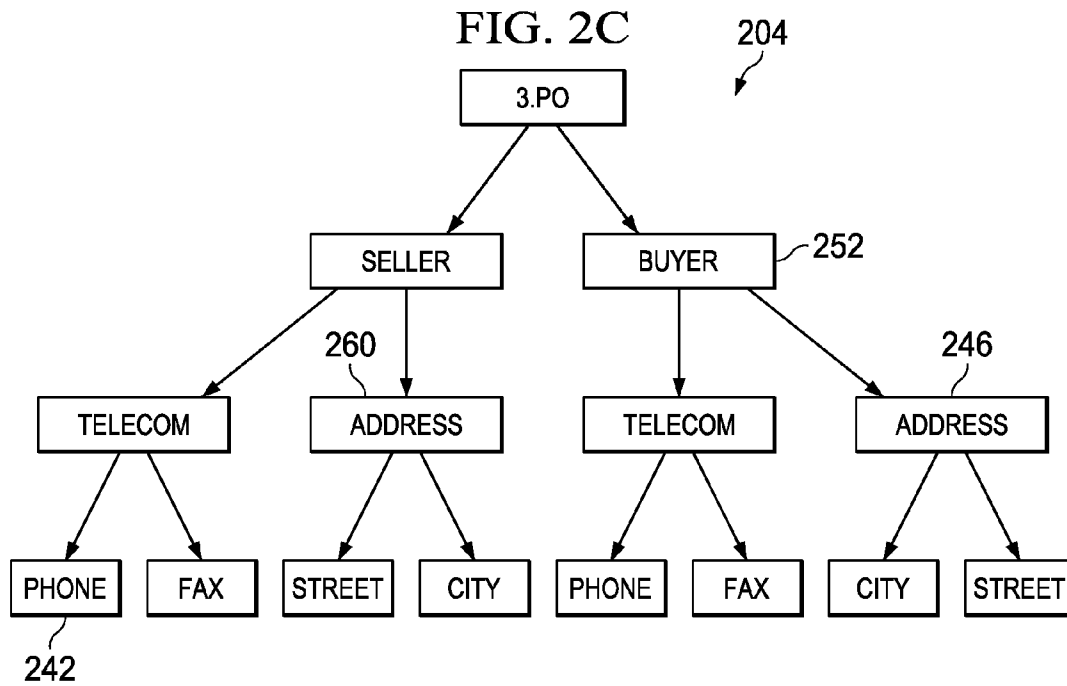 FIG. 2C
204
3.PO
SELLER
BUYER
252
260
246
TELECOM
ADDRESS
TELECOM
ADDRESS
PHONE
FAX
STREET
CITY
PHONE
FAX
CITY
STREET
242